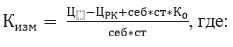 Кизм = (Ц[...] − ЦРК + себ*ст*Ко) / (себ*ст), где: